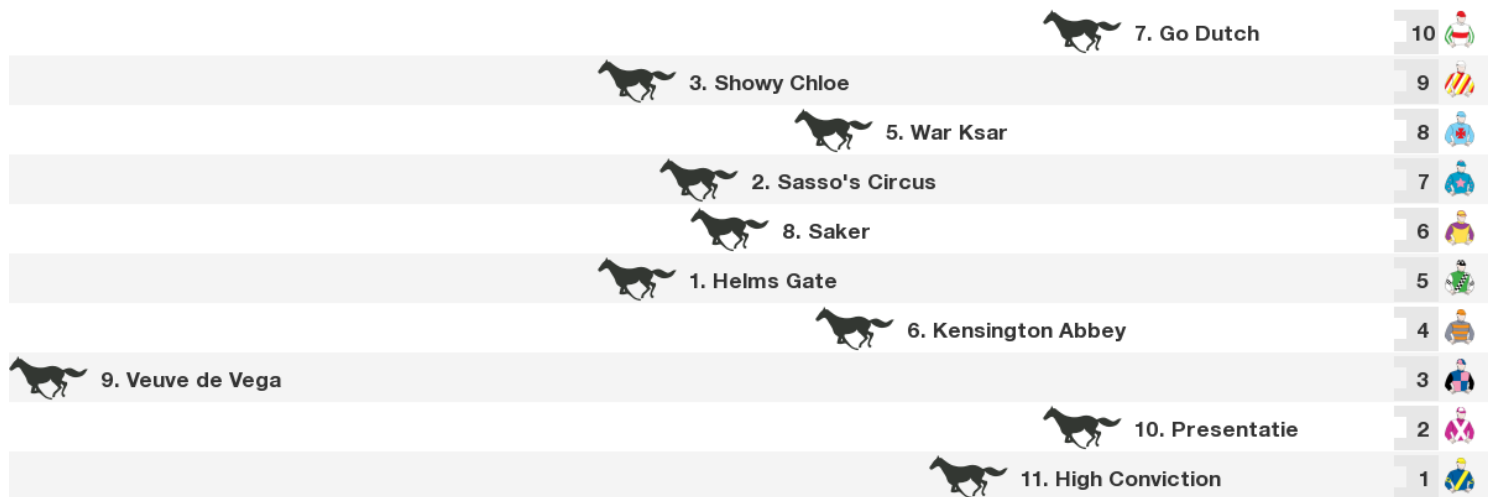 7. Go Dutch 10
3. Showy Chloe 9
5. War Ksar 8
2. Sasso's Circus 7
8. Saker 6
1. Helms Gate 5
6. Kensington Abbey 4
9. Veuve de Vega 3
10. Presentatie 2
11. High Conviction 1